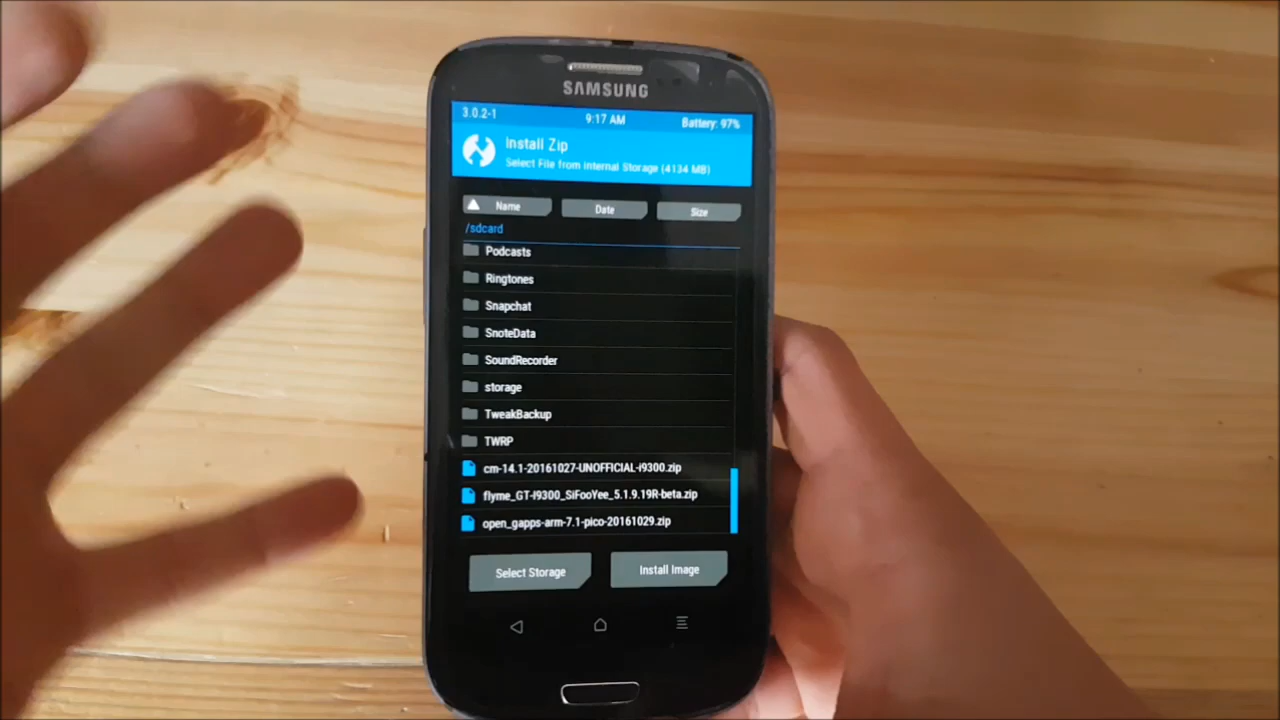 SAMSUNG
3.0.2-1 9:17 AM Battery: 97%
Install Zip
Select File from Internal Storage (4134 MB)
Name Date Size
/sdcard
Podcasts
Ringtones
Snapchat
SnoteData
SoundRecorder
storage
TweakBackup
TWRP
cm-14.1-20161027-UNOFFICIAL-i9300.zip
flyme_GT-I9300_SiFooYee_5.1.9.19R-beta.zip
open_gapps-arm-7.1-pico-20161029.zip
Select Storage Install Image